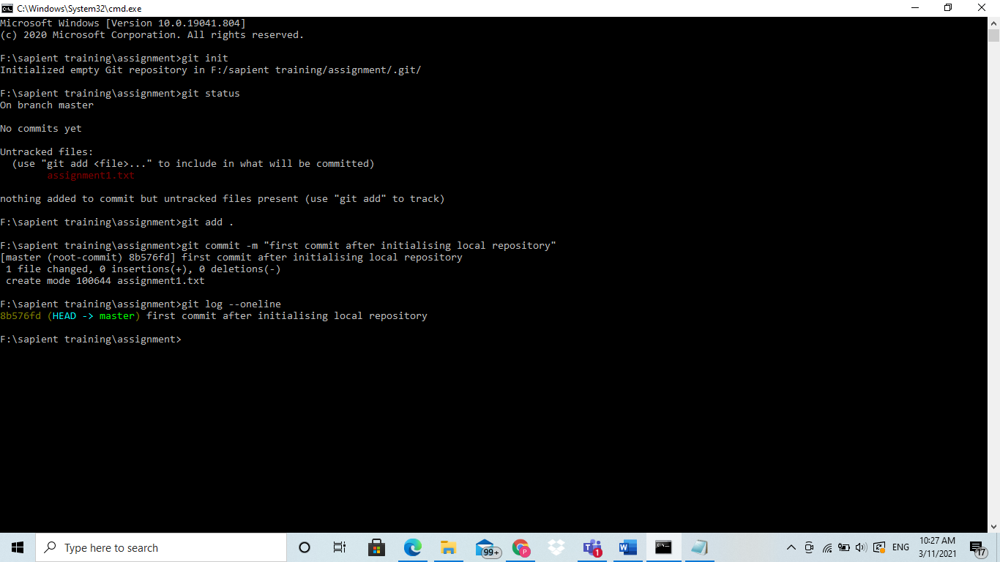 C:\Windows\System32\cmd.exe
Microsoft Windows [Version 10.0.19041.804]
(c) 2020 Microsoft Corporation. All rights reserved.
F:\sapient training\assignment>git init
Initialized empty Git repository in F:/sapient training/assignment/.git/
F:\sapient training\assignment>git status
On branch master
No commits yet
Untracked files:
  (use "git add <file>..." to include in what will be committed)
        assignment1.txt
nothing added to commit but untracked files present (use "git add" to track)
F:\sapient training\assignment>git add .
F:\sapient training\assignment>git commit -m "first commit after initialising local repository"
[master (root-commit) 8b576fd] first commit after initialising local repository
 1 file changed, 0 insertions(+), 0 deletions(-)
 create mode 100644 assignment1.txt
F:\sapient training\assignment>git log --oneline
8b576fd (HEAD -> master) first commit after initialising local repository
F:\sapient training\assignment>
Type here to search
99+
P
1
ENG
10:27 AM
3/11/2021
17